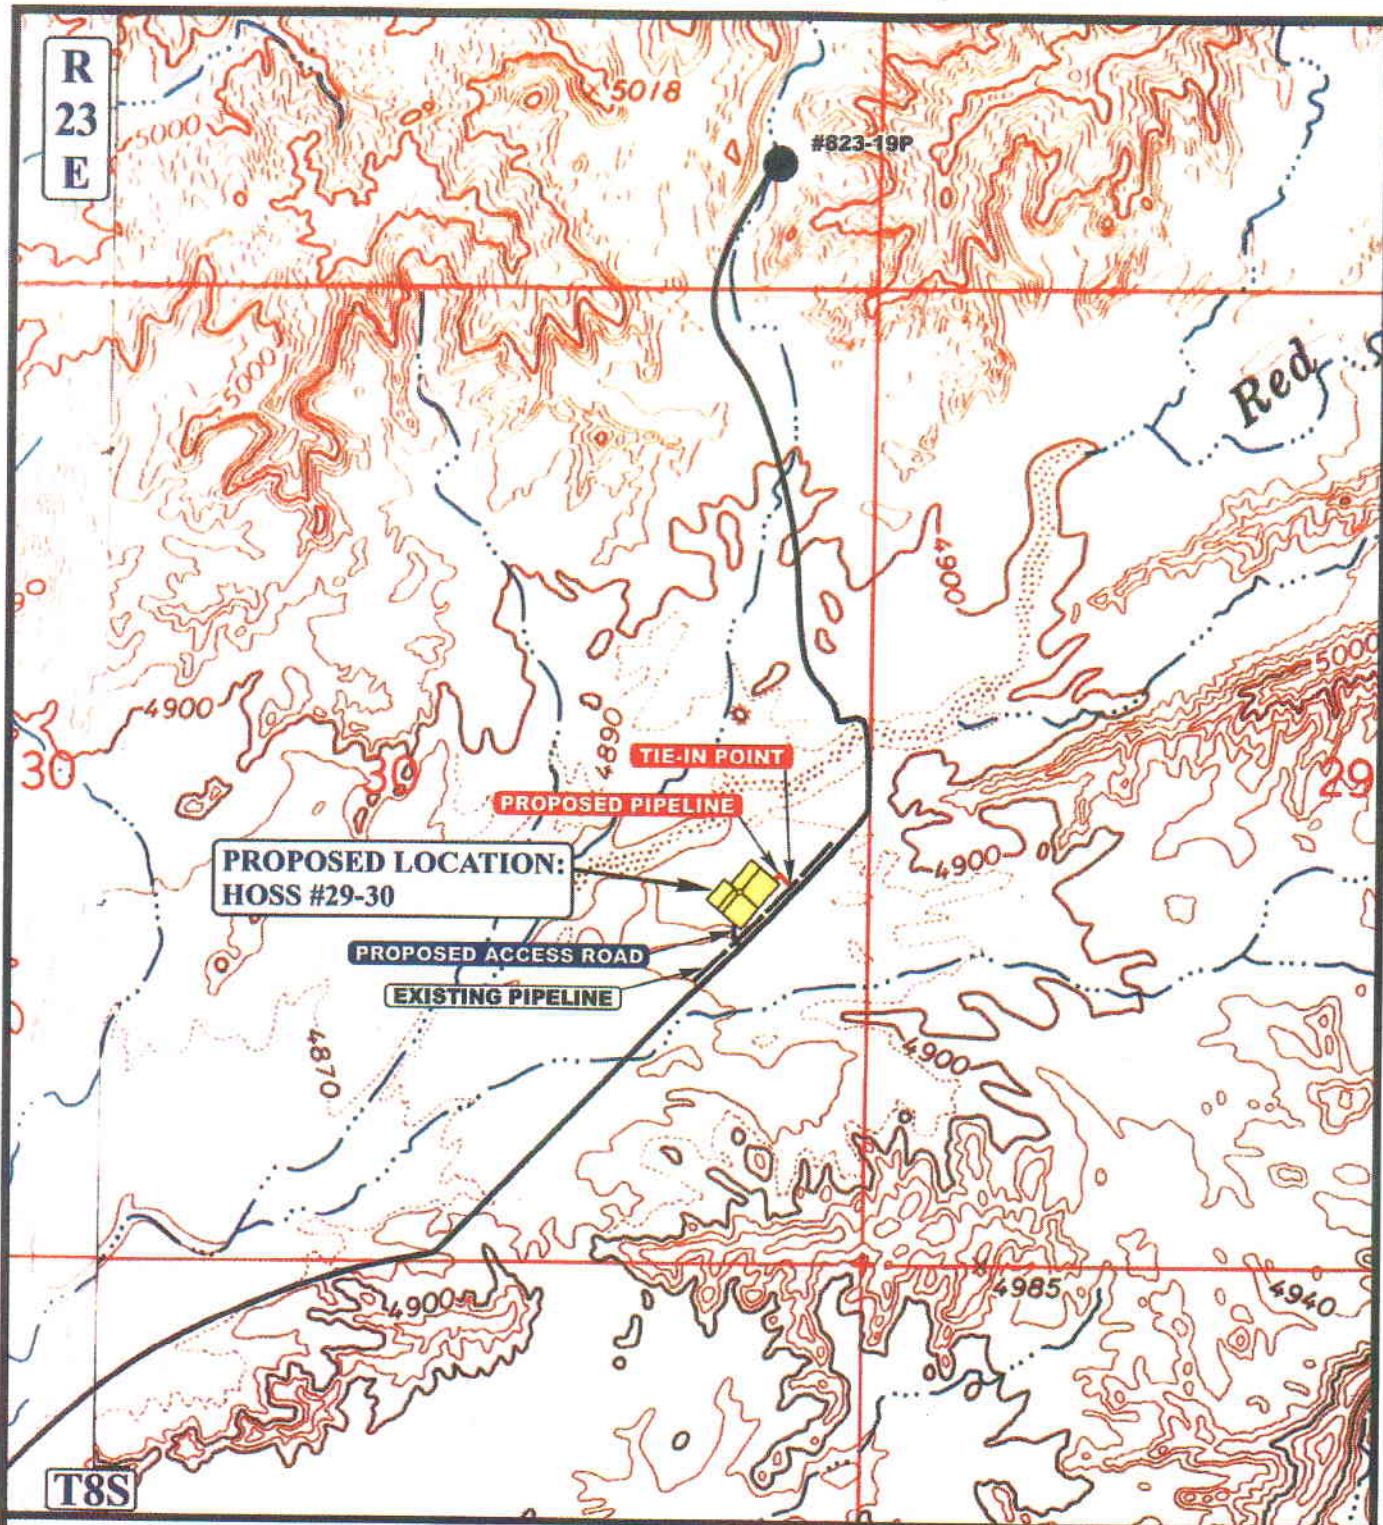 R
23
E
5018
5000
#823-19P
5000
Red
4900
4900
5000
4890
TIE-IN POINT
30
30
29
PROPOSED PIPELINE
PROPOSED LOCATION:
HOSS #29-30
4900
PROPOSED ACCESS ROAD
EXISTING PIPELINE
4870
4900
4900
4985
4940
T8S